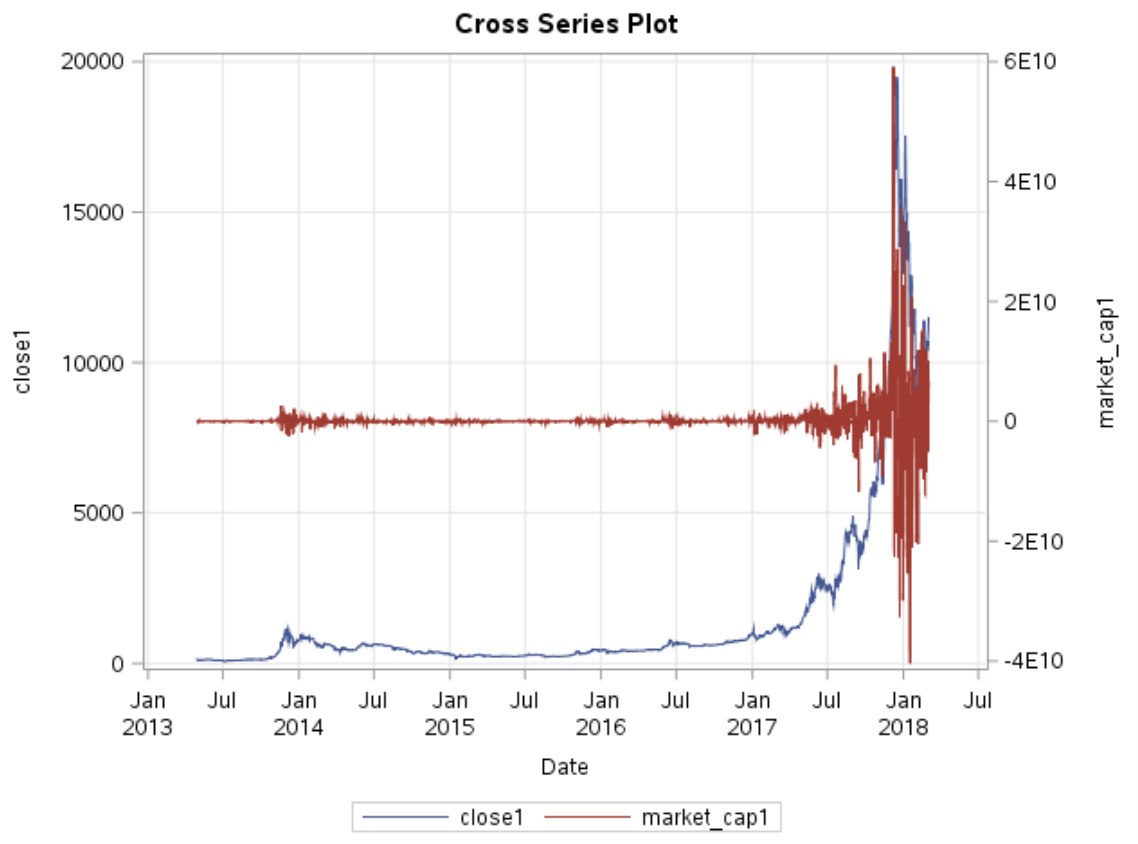 Cross Series Plot
20000
15000
10000
5000
0
close1
6E10
4E10
2E10
0
-2E10
-4E10
market_cap1
Jan Jul Jan Jul Jan Jul Jan Jul Jan Jul Jan Jul
2013 2014 2015 2016 2017 2018
Date
close1 market_cap1